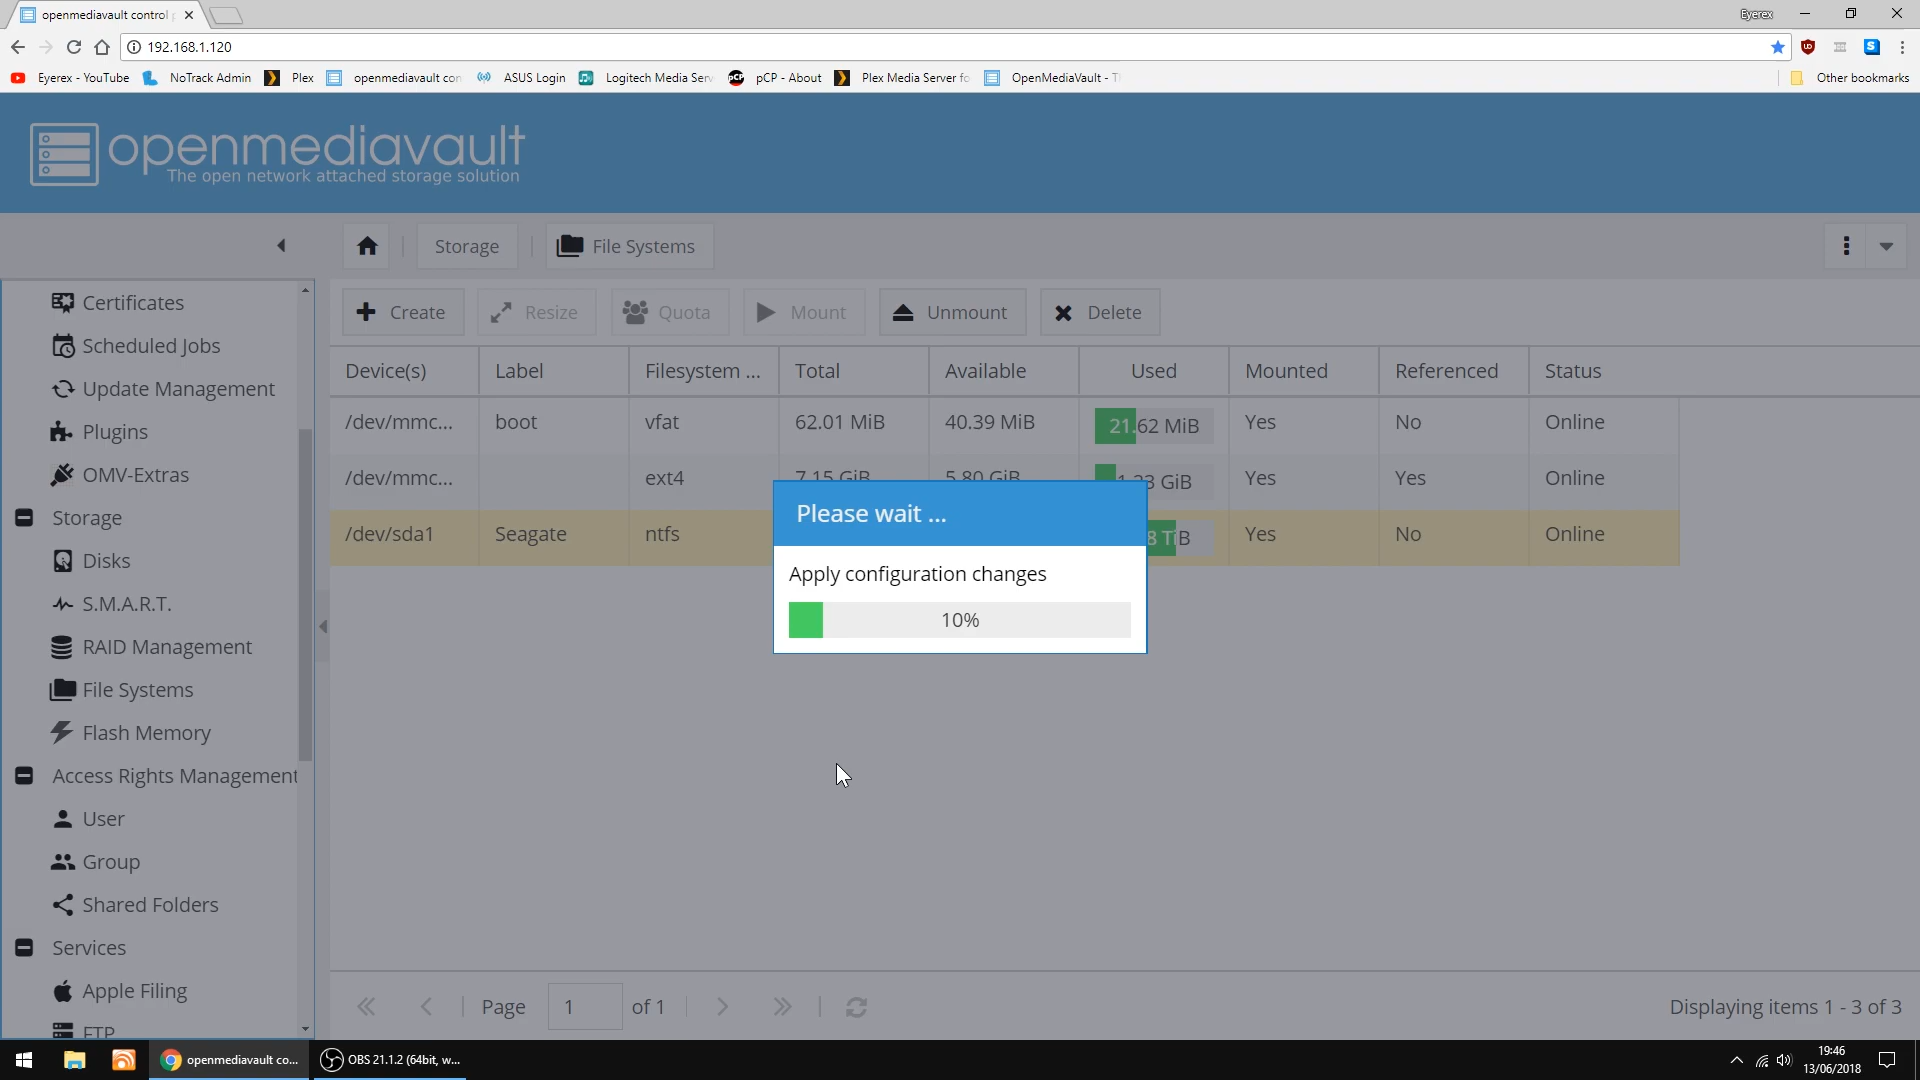 openmediavault control
Eyerex
192.168.1.120
Eyerex - YouTube
NoTrack Admin
Plex
openmediavault con
ASUS Login
Logitech Media Serv
pCP - About
Plex Media Server fo
OpenMediaVault - T
Other bookmarks
openmediavault
The open network attached storage solution
Storage
File Systems
Certificates
Scheduled Jobs
Update Management
Plugins
OMV-Extras
Storage
Disks
S.M.A.R.T.
RAID Management
File Systems
Flash Memory
Access Rights Management
User
Group
Shared Folders
Services
Apple Filing
FTP
Create
Resize
Quota
Mount
Unmount
Delete
Device(s) Label Filesystem ... Total Available Used Mounted Referenced Status
/dev/mmc... boot vfat 62.01 MiB 40.39 MiB 21.62 MiB Yes No Online
/dev/mmc... ext4 7.15 GiB 5.80 GiB 1.23 GiB Yes Yes Online
/dev/sda1 Seagate ntfs 8 TiB Yes No Online
Please wait ...
Apply configuration changes
10%
Page 1 of 1
Displaying items 1 - 3 of 3
openmediavault co...
OBS 21.1.2 (64bit, w...
19:46
13/06/2018